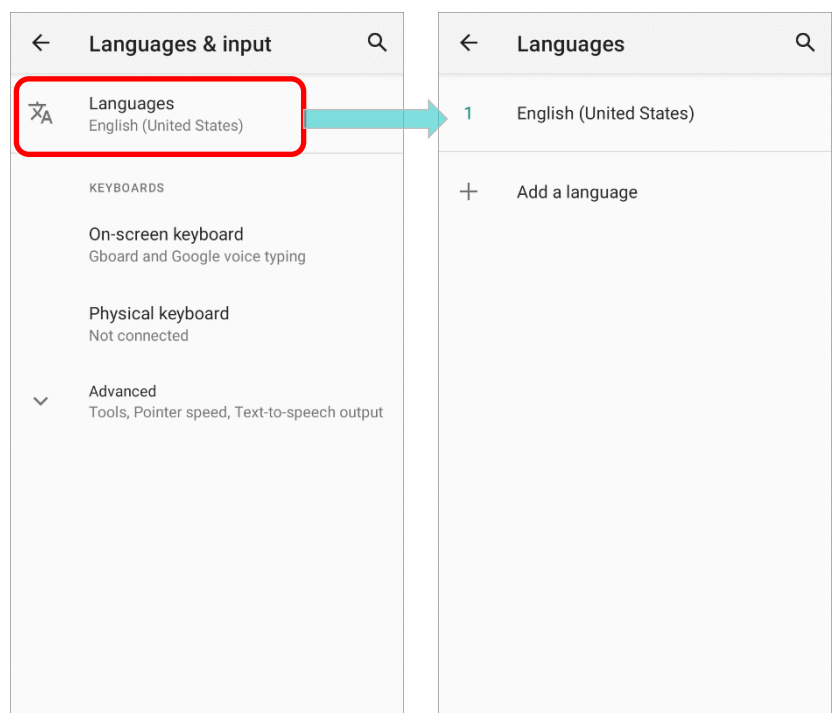 Languages & input
Languages
English (United States)
KEYBOARDS
On-screen keyboard
Gboard and Google voice typing
Physical keyboard
Not connected
Advanced
Tools, Pointer speed, Text-to-speech output
Languages
1 English (United States)
Add a language